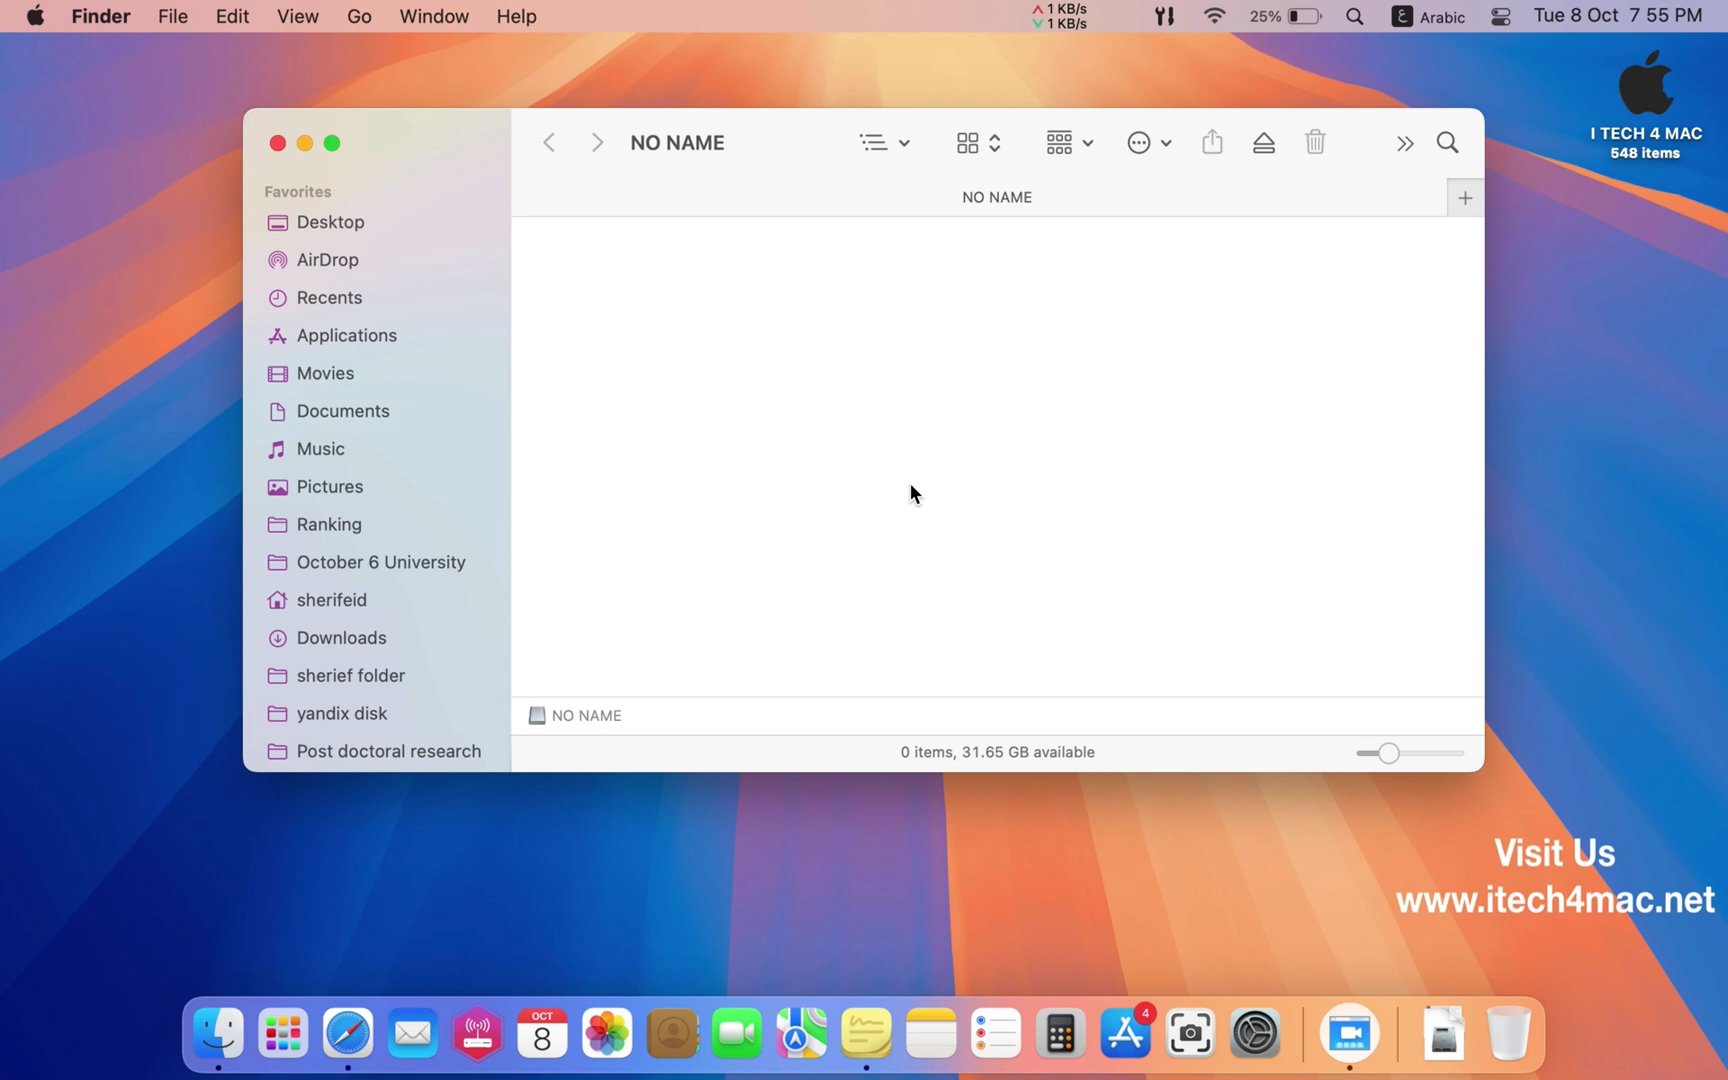 Finder File Edit View Go Window Help
1 KB/s
1 KB/s
25%
ع Arabic
Tue 8 Oct 7 55 PM
I TECH 4 MAC
548 items
NO NAME
NO NAME
Favorites
Desktop
AirDrop
Recents
Applications
Movies
Documents
Music
Pictures
Ranking
October 6 University
sherifeid
Downloads
sherief folder
yandix disk
Post doctoral research
NO NAME
0 items, 31.65 GB available
Visit Us
www.itech4mac.net
OCT
8
4